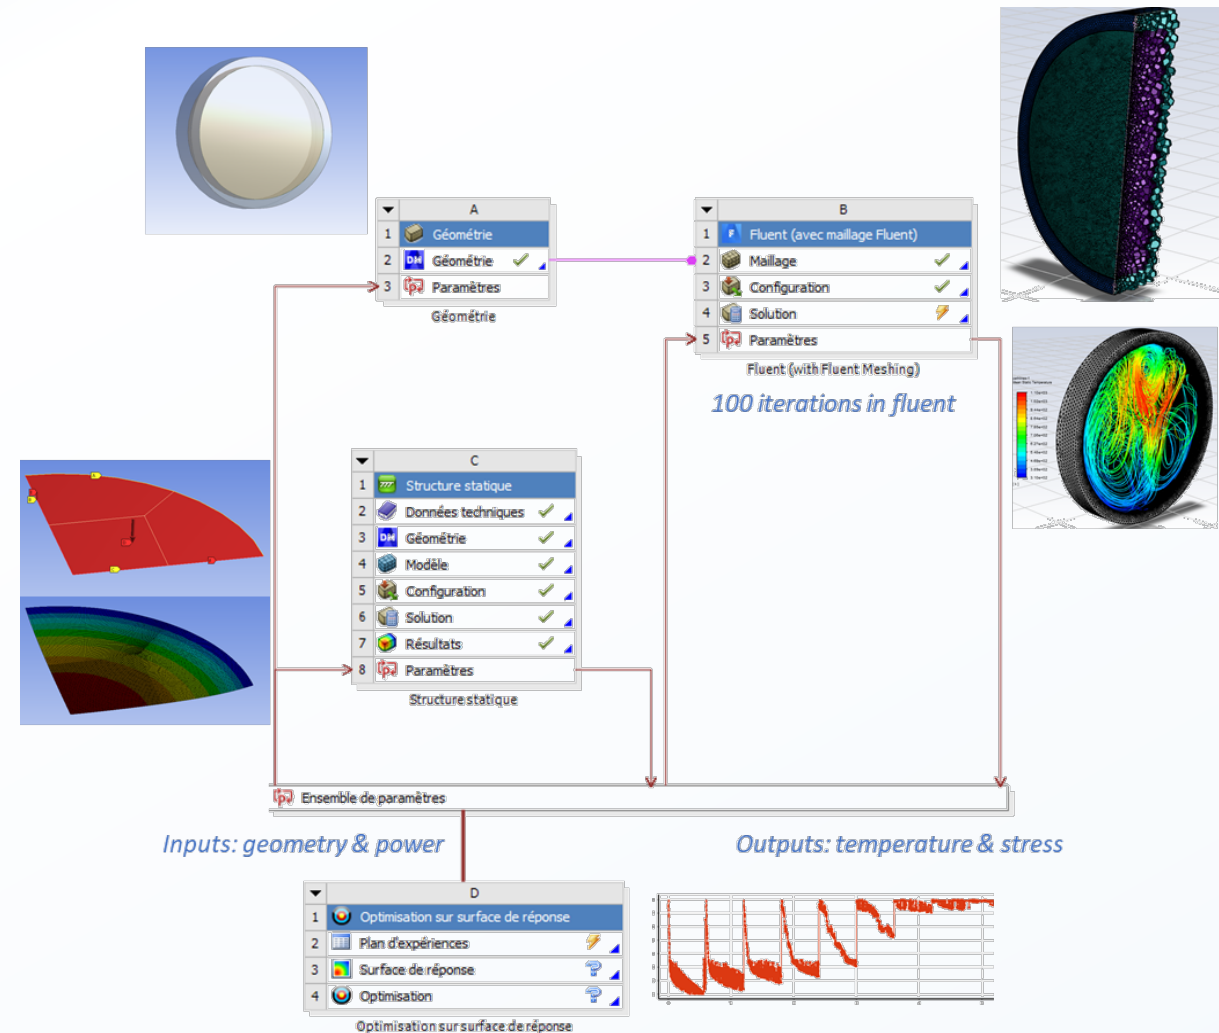 A
1 Géométrie
2 DM Géométrie
3 Paramètres
Géométrie
B
1 F Fluent (avec maillage Fluent)
2 Maillage
3 Configuration
4 Solution
5 Paramètres
Fluent (with Fluent Meshing)
100 iterations in fluent
C
1 Structure statique
2 Données techniques
3 DM Géométrie
4 Modèle
5 Configuration
6 Solution
7 Résultats
8 Paramètres
Structure statique
Ensemble de paramètres
Inputs: geometry & power
Outputs: temperature & stress
D
1 Optimisation sur surface de réponse
2 Plan d'expériences
3 Surface de réponse
4 Optimisation
Optimisation sur surface de réponse